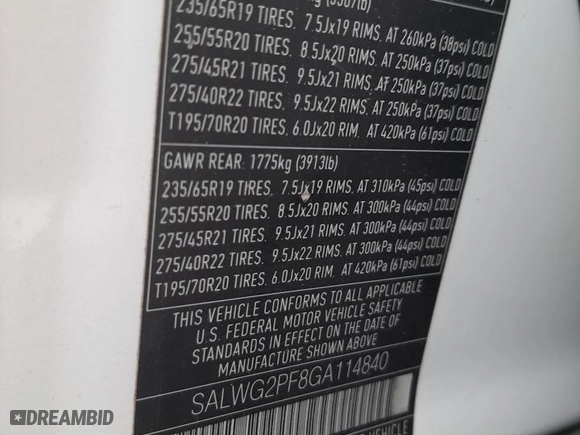 kg (3307lb)
235/65R19 TIRES. 7.5Jx19 RIMS, AT 260kPa (38psi) COLD
255/55R20 TIRES. 8.5Jx20 RIMS, AT 250kPa (37psi) COLD
275/45R21 TIRES. 9.5Jx21 RIMS, AT 250kPa (37psi) COLD
275/40R22 TIRES. 9.5Jx22 RIMS, AT 250kPa (37psi) COLD
T195/70R20 TIRES. 6.0Jx20 RIM. AT 420kPa (61psi) COLD
GAWR REAR. 1775kg (3913lb)
235/65R19 TIRES. 7.5Jx19 RIMS, AT 310kPa (45psi) COLD
255/55R20 TIRES. 8.5Jx20 RIMS, AT 300kPa (44psi) COLD
275/45R21 TIRES. 9.5Jx21 RIMS, AT 300kPa (44psi) COLD
275/40R22 TIRES. 9.5Jx22 RIMS, AT 300kPa (44psi) COLD
T195/70R20 TIRES. 6.0Jx20 RIM. AT 420kPa (61psi) COLD
THIS VEHICLE CONFORMS TO ALL APPLICABLE
U.S. FEDERAL MOTOR VEHICLE SAFETY
STANDARDS IN EFFECT ON THE DATE OF
MANUFACTURE SHOWN ABOVE.
SALWG2PF8GA114840
VEHICLE
DREAMBID